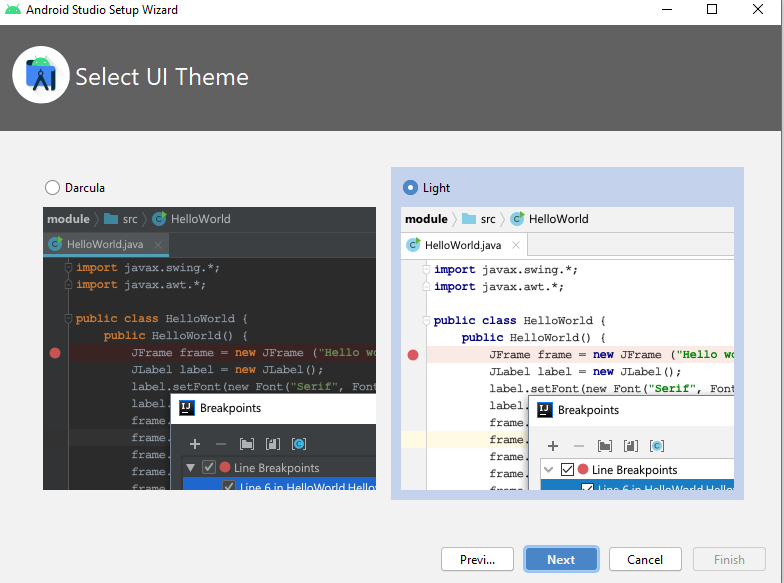 Android Studio Setup Wizard
Select UI Theme
Darcula
module src HelloWorld
HelloWorld.java
import javax.swing.*;
import javax.awt.*;
public class HelloWorld {
public HelloWorld() {
JFrame frame = new JFrame ("Hello wo
JLabel label = new JLabel();
label.setFont(new Font("Serif", Font
label.
frame.
frame.
frame.
frame.
frame.
IJ Breakpoints
Line Breakpoints
Line 6 in HelloWorld.Hello
Light
module src HelloWorld
HelloWorld.java
import javax.swing.*;
import javax.awt.*;
public class HelloWorld {
public HelloWorld() {
JFrame frame = new JFrame ("Hello wo
JLabel label = new JLabel();
label.setFont(new Font("Serif", Font
label.
frame.
frame.
frame.
frame.
frame.
IJ Breakpoints
Line Breakpoints
Line 6 in HelloWorld.Hello
Previ...
Next
Cancel
Finish